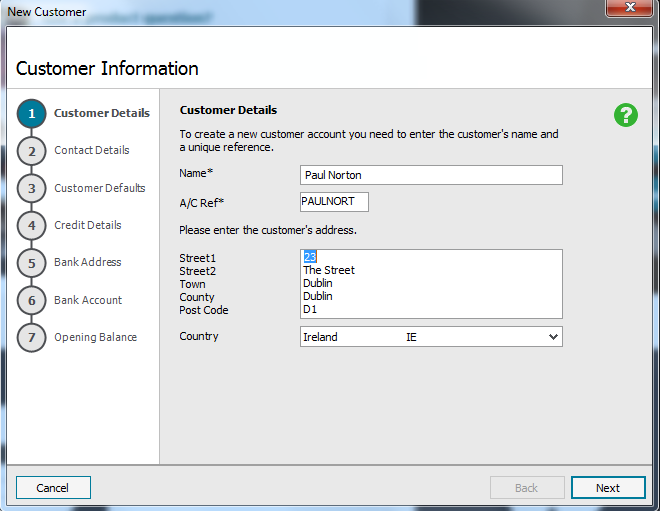 New Customer
product question?
Customer Information
1 Customer Details
2 Contact Details
3 Customer Defaults
4 Credit Details
5 Bank Address
6 Bank Account
7 Opening Balance
Customer Details
?
To create a new customer account you need to enter the customer's name and
a unique reference.
Name* Paul Norton
A/C Ref* PAULNORT
Please enter the customer's address.
Street1 23
Street2 The Street
Town Dublin
County Dublin
Post Code D1
Country Ireland IE
Cancel
Back
Next